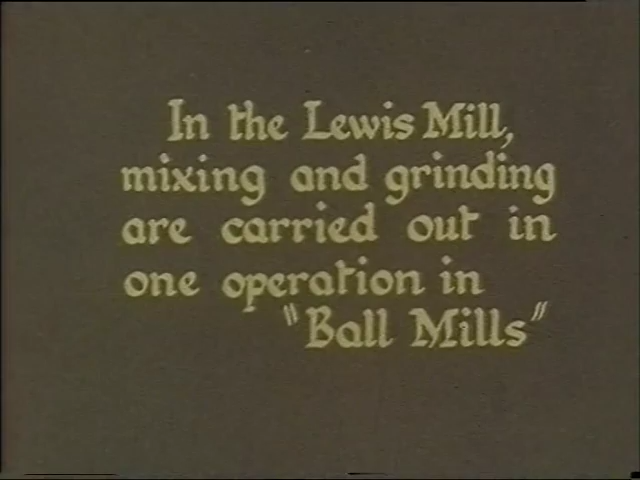 In the Lewis Mill,
mixing and grinding
are carried out in
one operation in
"Ball Mills"